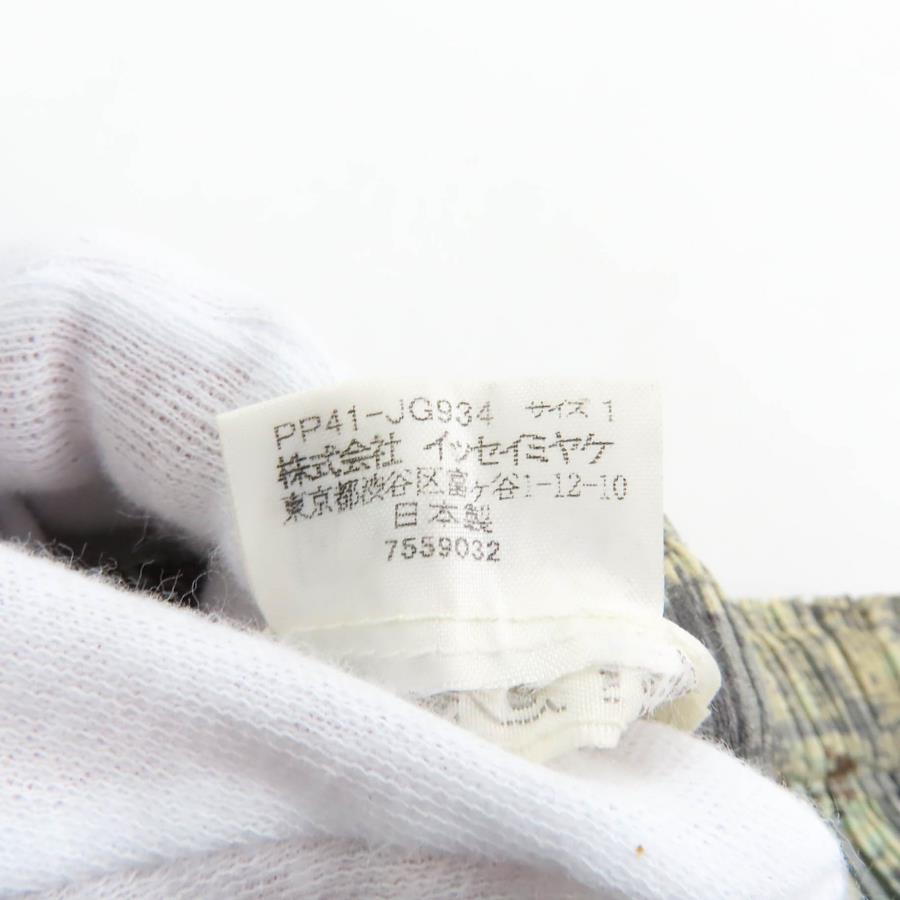 PP41-JG934 サイズ 1
株式会社 イッセイミヤケ
東京都渋谷区富ヶ谷1-12-10
日本製
7559032